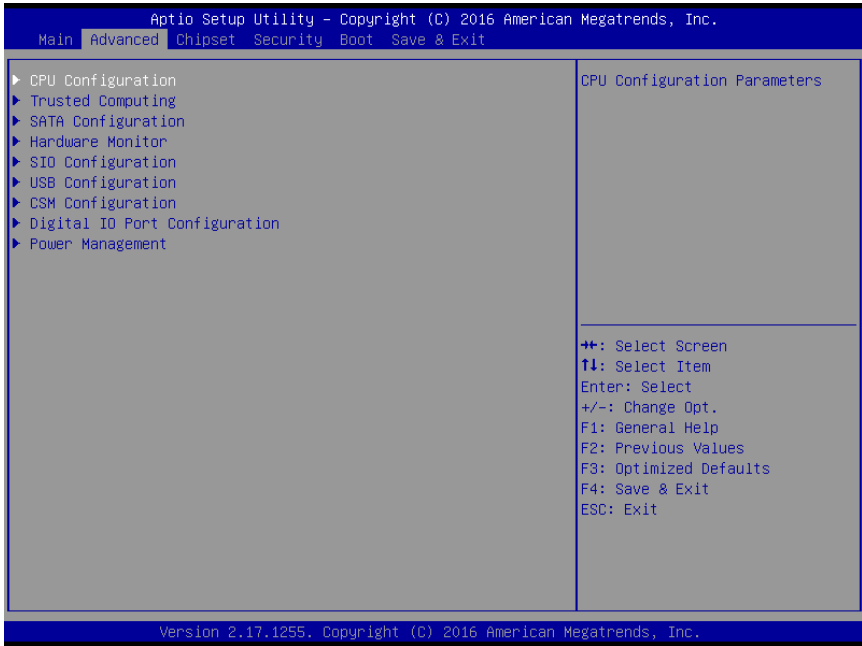 Aptio Setup Utility – Copyright (C) 2016 American Megatrends, Inc.
Main Advanced Chipset Security Boot Save & Exit
CPU Configuration
Trusted Computing
SATA Configuration
Hardware Monitor
SIO Configuration
USB Configuration
CSM Configuration
Digital IO Port Configuration
Power Management
CPU Configuration Parameters
→←: Select Screen
↑↓: Select Item
Enter: Select
+/-: Change Opt.
F1: General Help
F2: Previous Values
F3: Optimized Defaults
F4: Save & Exit
ESC: Exit
Version 2.17.1255. Copyright (C) 2016 American Megatrends, Inc.